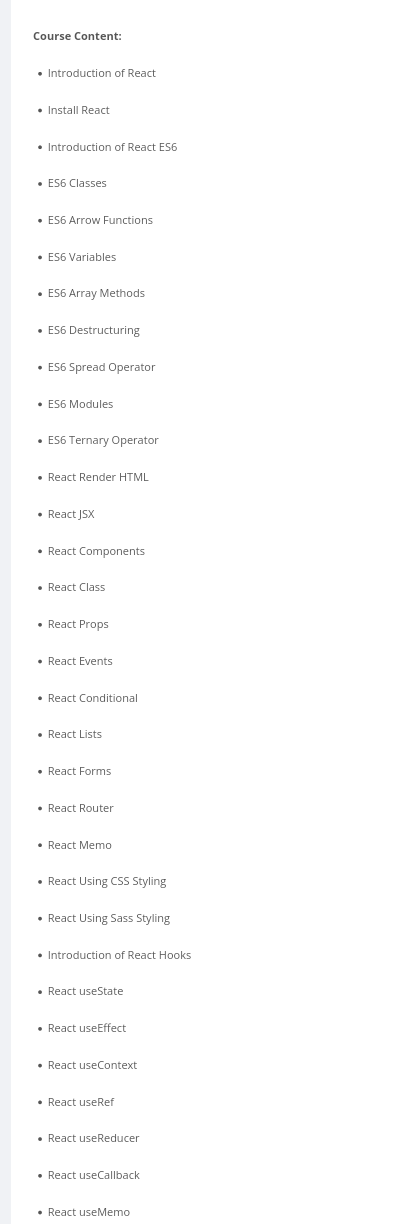 Course Content:
Introduction of React
Install React
Introduction of React ES6
ES6 Classes
ES6 Arrow Functions
ES6 Variables
ES6 Array Methods
ES6 Destructuring
ES6 Spread Operator
ES6 Modules
ES6 Ternary Operator
React Render HTML
React JSX
React Components
React Class
React Props
React Events
React Conditional
React Lists
React Forms
React Router
React Memo
React Using CSS Styling
React Using Sass Styling
Introduction of React Hooks
React useState
React useEffect
React useContext
React useRef
React useReducer
React useCallback
React useMemo